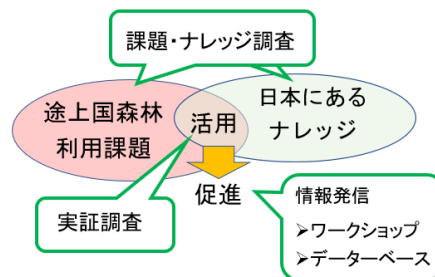 課題・ナレッジ調査
途上国森林
利用課題
活用
日本にある
ナレッジ
促進
実証調査
情報発信
➢ワークショップ
➢データーベース